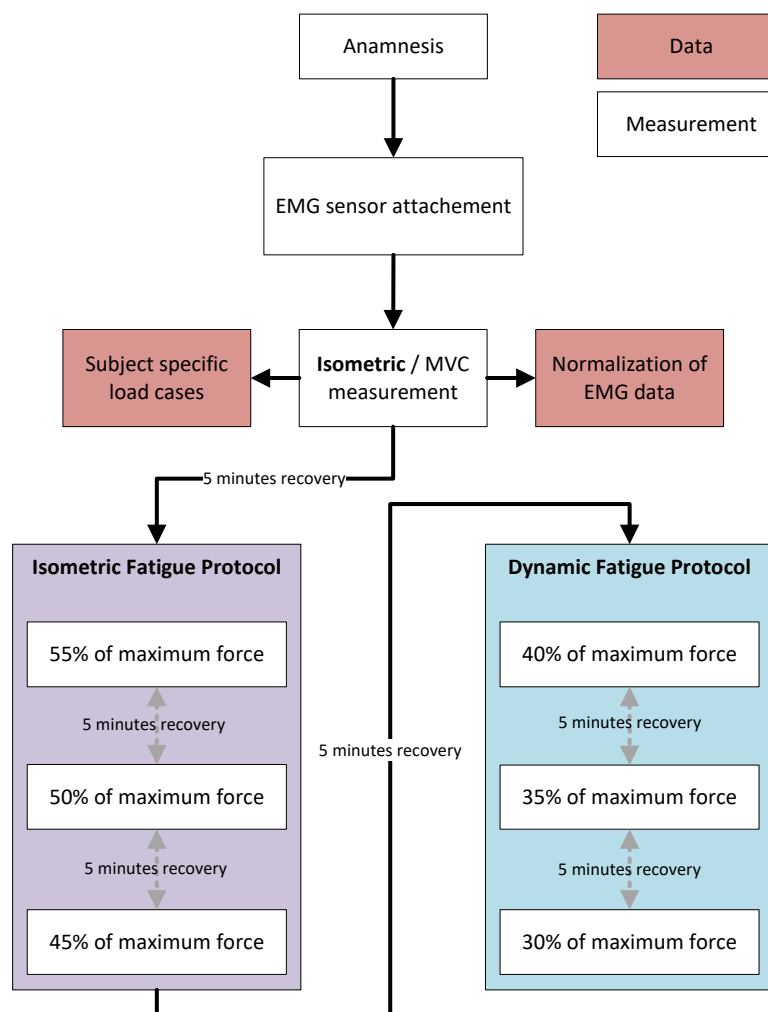 Anamnesis
Data
Measurement
EMG sensor attachement
Subject specific
load cases
Isometric / MVC
measurement
Normalization of
EMG data
5 minutes recovery
Isometric Fatigue Protocol
55% of maximum force
5 minutes recovery
50% of maximum force
5 minutes recovery
45% of maximum force
5 minutes recovery
Dynamic Fatigue Protocol
40% of maximum force
5 minutes recovery
35% of maximum force
5 minutes recovery
30% of maximum force